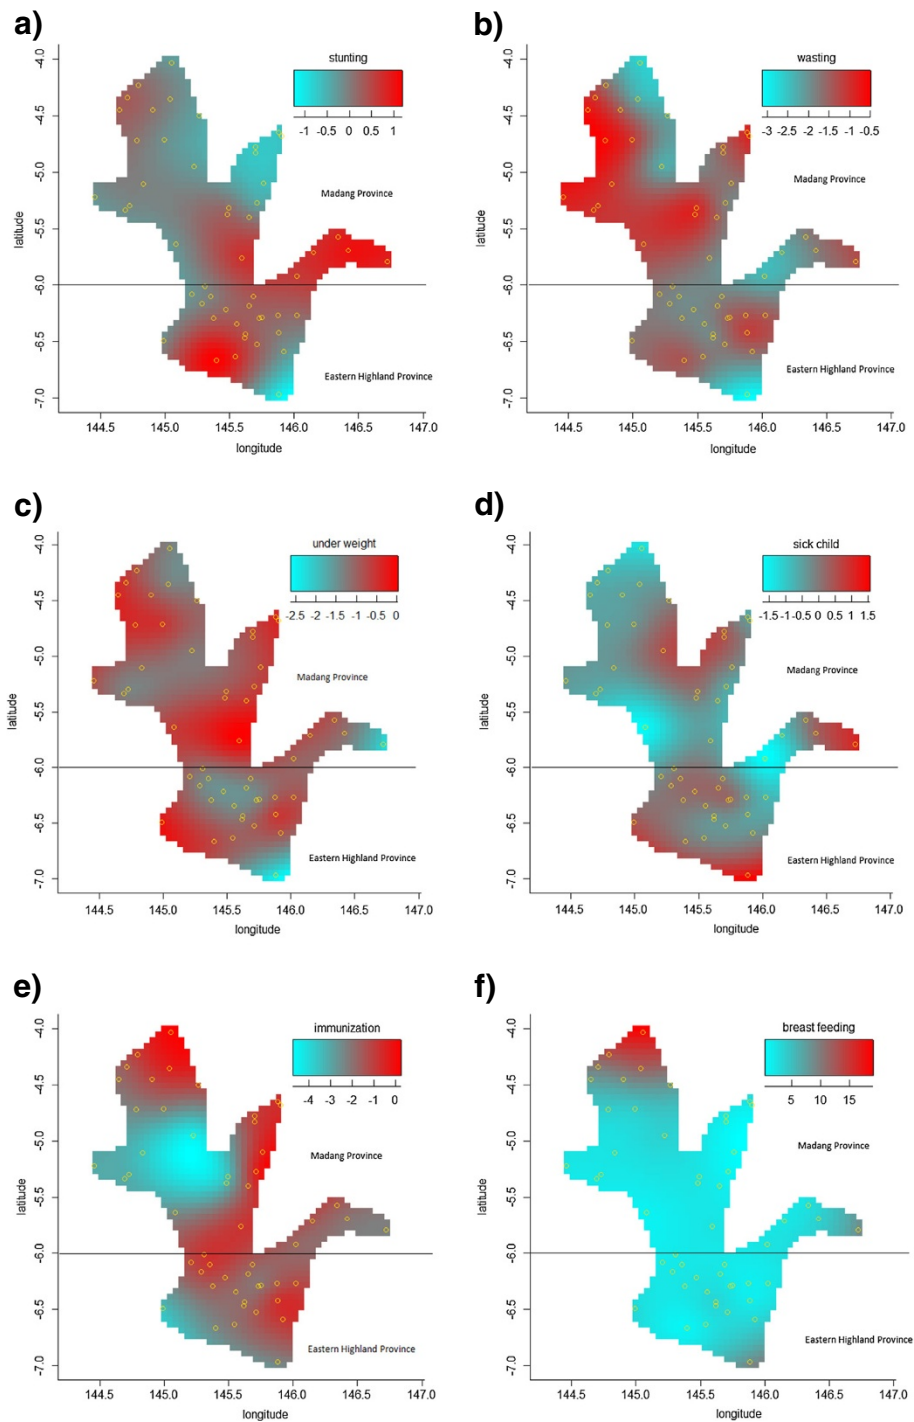 a)
stunting
-1 -0.5 0 0.5 1
-4.0
-4.5
-5.0
-5.5
-6.0
-6.5
-7.0
latitude
Madang Province
Eastern Highland Province
144.5 145.0 145.5 146.0 146.5 147.0
longitude
b)
wasting
-3 -2.5 -2 -1.5 -1 -0.5
-4.0
-4.5
-5.0
-5.5
-6.0
-6.5
-7.0
latitude
Madang Province
Eastern Highland Province
144.5 145.0 145.5 146.0 146.5 147.0
longitude
c)
under weight
-2.5 -2 -1.5 -1 -0.5 0
-4.0
-4.5
-5.0
-5.5
-6.0
-6.5
-7.0
latitude
Madang Province
Eastern Highland Province
144.5 145.0 145.5 146.0 146.5 147.0
longitude
d)
sick child
-1.5 -1 -0.5 0 0.5 1 1.5
-4.0
-4.5
-5.0
-5.5
-6.0
-6.5
-7.0
latitude
Madang Province
Eastern Highland Province
144.5 145.0 145.5 146.0 146.5 147.0
longitude
e)
immunization
-4 -3 -2 -1 0
-4.0
-4.5
-5.0
-5.5
-6.0
-6.5
-7.0
latitude
Madang Province
Eastern Highland Province
144.5 145.0 145.5 146.0 146.5 147.0
longitude
f)
breast feeding
5 10 15
-4.0
-4.5
-5.0
-5.5
-6.0
-6.5
-7.0
latitude
Madang Province
Eastern Highland Province
144.5 145.0 145.5 146.0 146.5 147.0
longitude